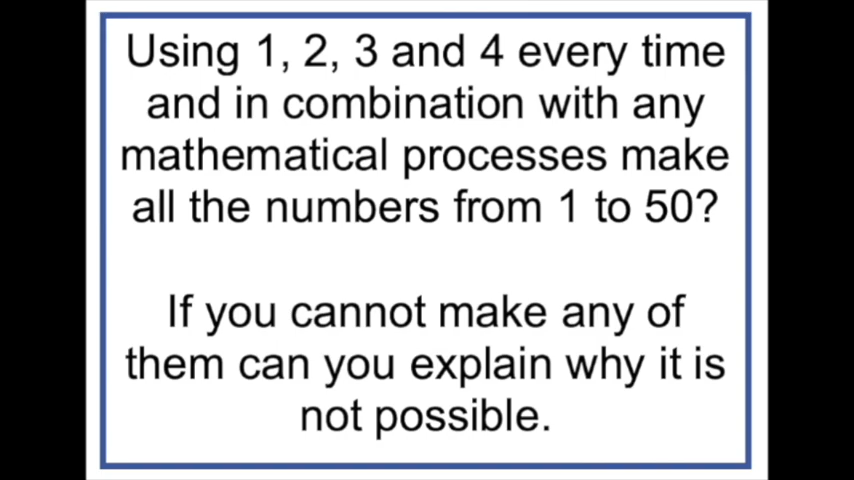 Using 1, 2, 3 and 4 every time
and in combination with any
mathematical processes make
all the numbers from 1 to 50?
If you cannot make any of
them can you explain why it is
not possible.